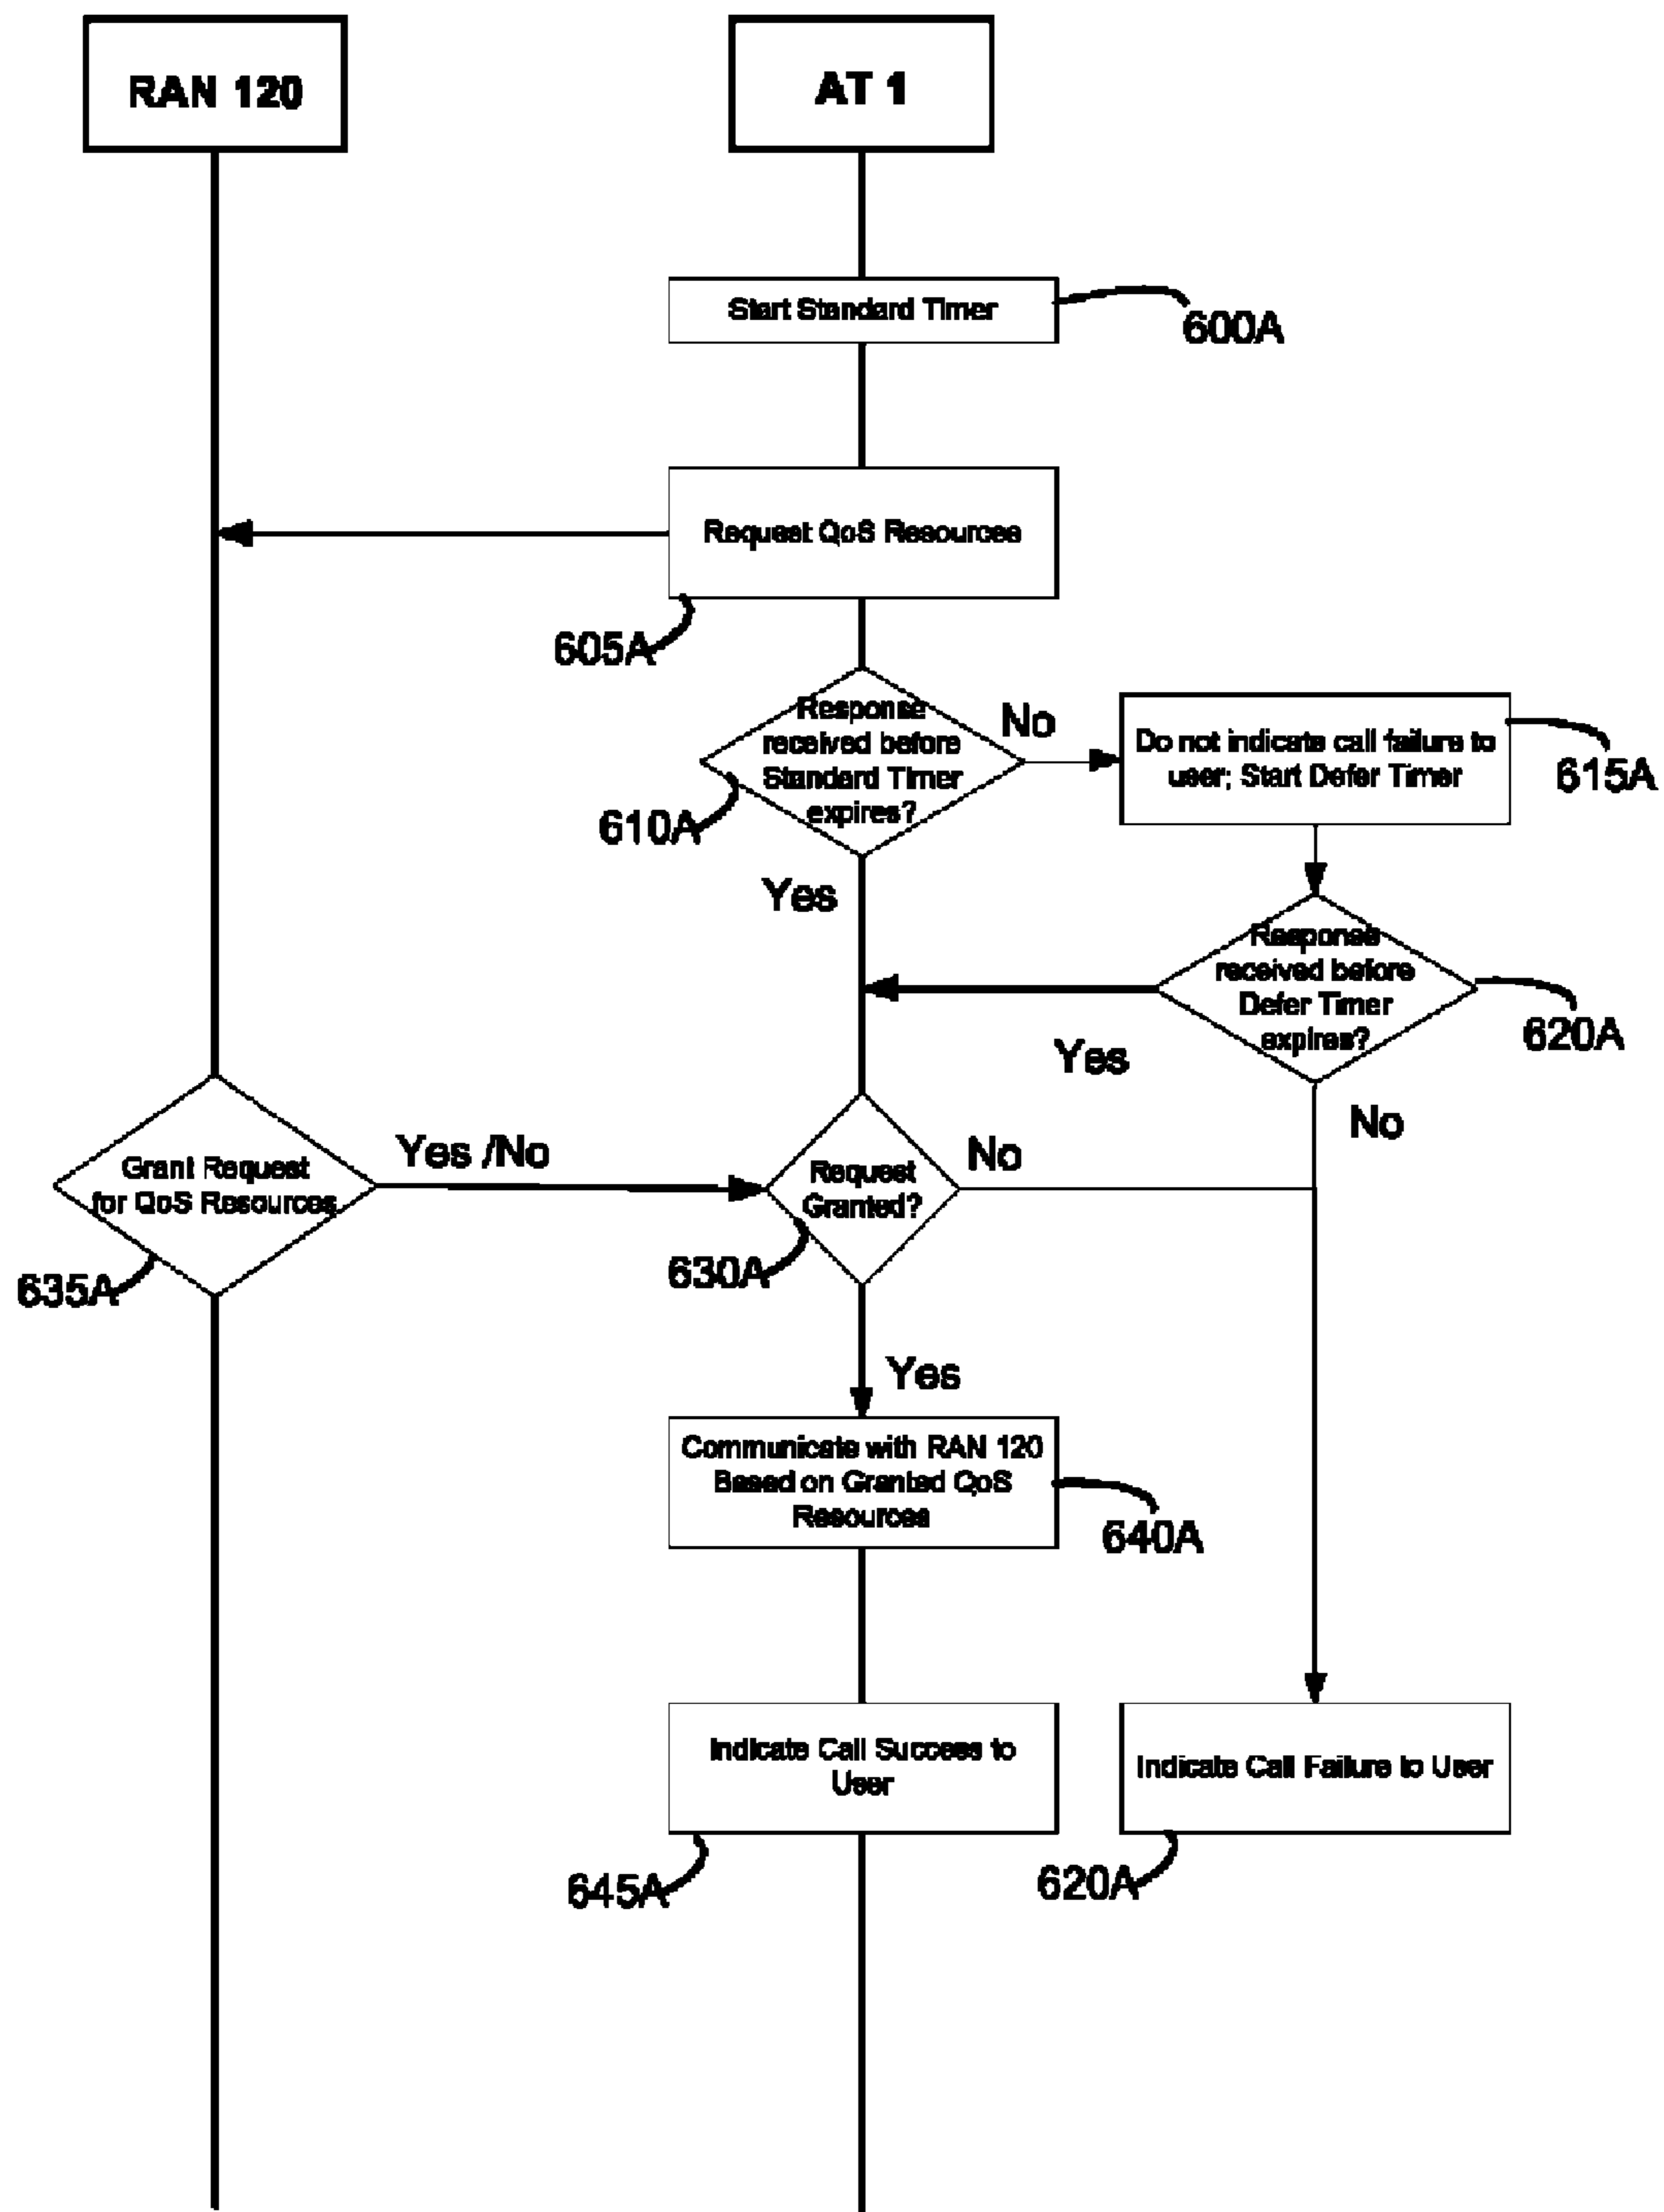 RAN 120
AT 1
Start Standard Timer
600A
Request QoS Resources
605A
Response
received before
Standard Timer
expires?
610A
No
Do not indicate call failure to
user; Start Defer Timer
615A
Yes
Response
received before
Defer Timer
expires?
620A
Yes
No
Grant Request
for QoS Resources
635A
Yes /No
Request
Granted?
630A
No
Yes
Communicate with RAN 120
Based on Granted QoS
Resources
640A
Indicate Call Success to
User
645A
Indicate Call Failure to User
620A